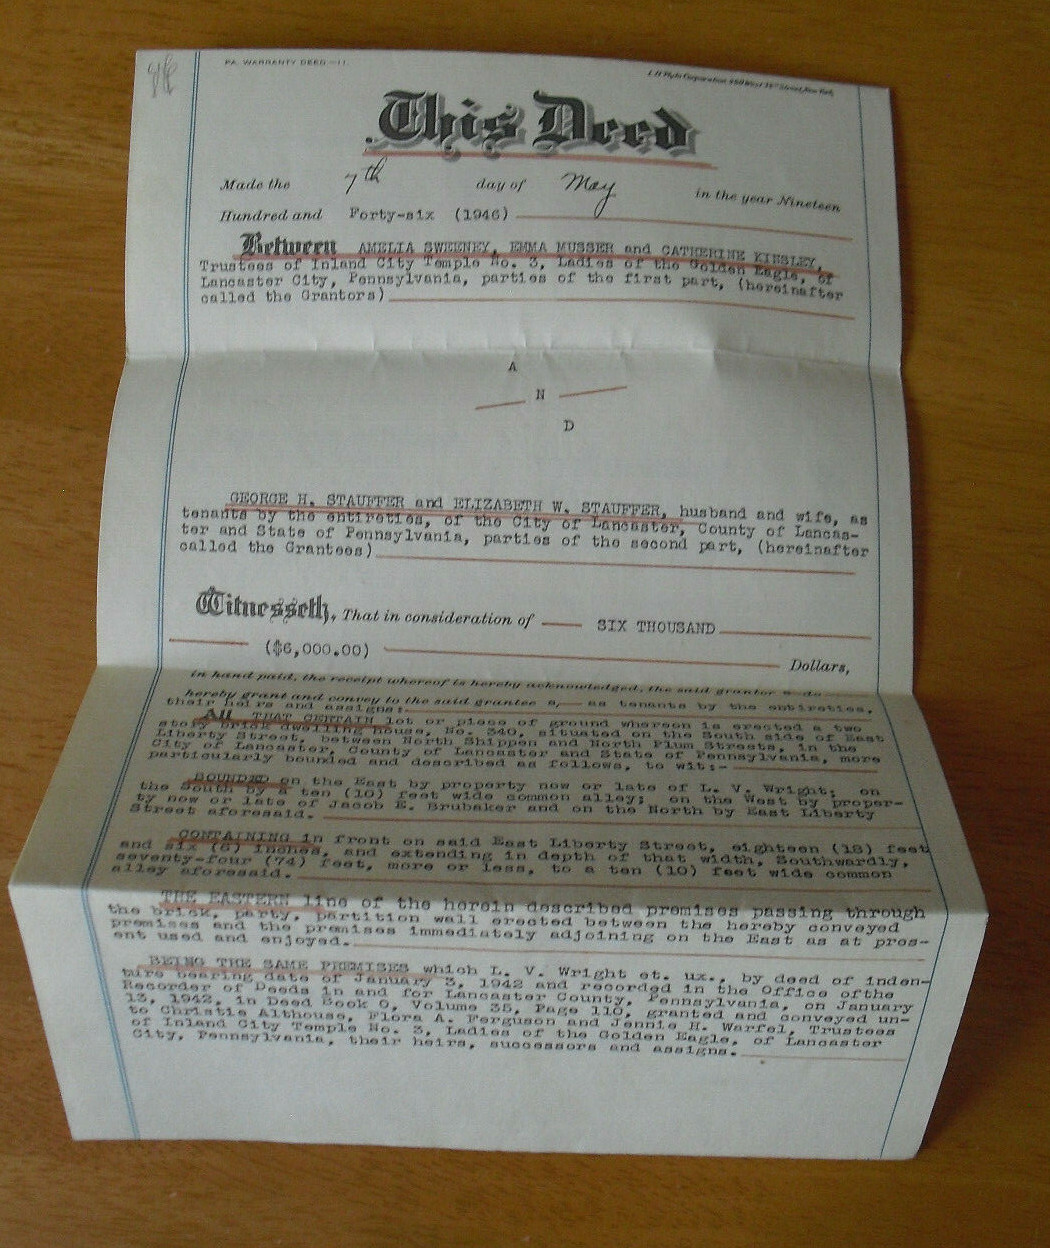 PA. WARRANTY DEED—11.
This Deed
Made the 7th day of May in the year Nineteen
Hundred and Forty-six (1946)
Between AMELIA SWEENEY, EMMA MUSSER and CATHERINE KINSLEY,
Trustees of Inland City Temple No. 3, Ladies of the Golden Eagle, of
Lancaster City, Pennsylvania, parties of the first part, (hereinafter
called the Grantors)
A
N
D
GEORGE H. STAUFFER and ELIZABETH W. STAUFFER, husband and wife, as
tenants by the entireties, of the City of Lancaster, County of Lancas-
ter and State of Pennsylvania, parties of the second part, (hereinafter
called the Grantees)
Witnesseth, That in consideration of SIX THOUSAND
($6,000.00) Dollars,
in hand paid, the receipt whereof is hereby acknowledged, the said grantor s do
hereby grant and convey to the said grantee s, as tenants by the entireties,
their heirs and assigns:
All THAT CERTAIN lot or piece of ground whereon is erected a two
story brick dwelling house, No. 340, situated on the South side of East
Liberty Street, between North Shippen and North Plum Streets, in the
City of Lancaster, County of Lancaster and State of Pennsylvania, more
particularly bounded and described as follows, to wit:-
BOUNDED on the East by property now or late of L. V. Wright; on
the South by a ten (10) feet wide common alley; on the West by proper-
ty now or late of Jacob E. Brubaker and on the North by East Liberty
Street aforesaid.
CONTAINING in front on said East Liberty Street, eighteen (18) feet
and six (6) inches, and extending in depth of that width, Southwardly,
seventy-four (74) feet, more or less, to a ten (10) feet wide common
alley aforesaid.
THE EASTERN line of the herein described premises passing through
the brick, party, partition wall erected between the hereby conveyed
premises and the premises immediately adjoining on the East as at pres-
ent used and enjoyed.
BEING THE SAME PREMISES which L. V. Wright et. ux., by deed of inden-
ture bearing date of January 3, 1942 and recorded in the Office ofthe
Recorder of Deeds in and for Lancaster County, Pennsylvania, on January
13, 1942, in Deed Book O, Volume 35, Page 110, granted and conveyed un-
to Christie Althouse, Flora A. Ferguson and Jennie H. Warfel, Trustees
of Inland City Temple No. 3, Ladies of the Golden Eagle, of Lancaster
City, Pennsylvania, their heirs, successors and assigns.